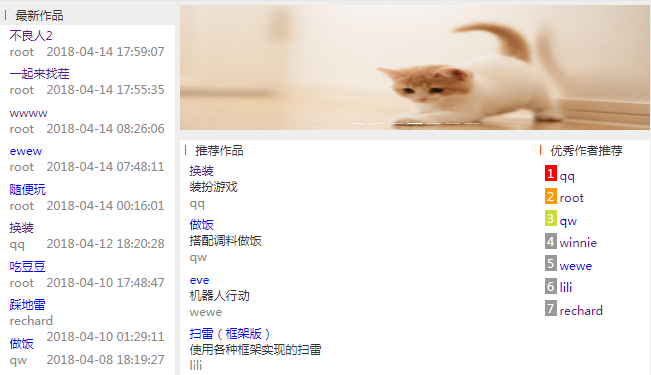 最新作品
不良人2
root 2018-04-14 17:59:07
一起来找茬
root 2018-04-14 17:55:35
wwww
root 2018-04-14 08:26:06
ewew
root 2018-04-14 07:48:11
随便玩
root 2018-04-14 00:16:01
换装
qq 2018-04-12 18:20:28
吃豆豆
root 2018-04-10 17:48:47
踩地雷
rechard
2018-04-10 01:29:11
做饭
qw 2018-04-08 18:19:27
推荐作品
换装
装扮游戏
qq
做饭
搭配调料做饭
qw
eve
机器人行动
wewe
扫雷（框架版）
使用各种框架实现的扫雷
lili
优秀作者推荐
1 qq
2 root
3 qw
4 winnie
5 wewe
6 lili
7 rechard